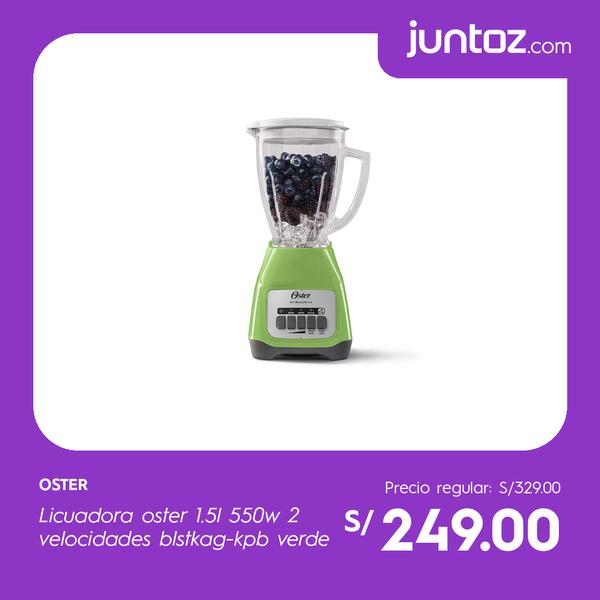 juntoz.com
Oster
OSTER
Precio regular: S/329.00
Licuadora oster 1.5l 550w 2
velocidades blstkag-kpb verde
S/249.00